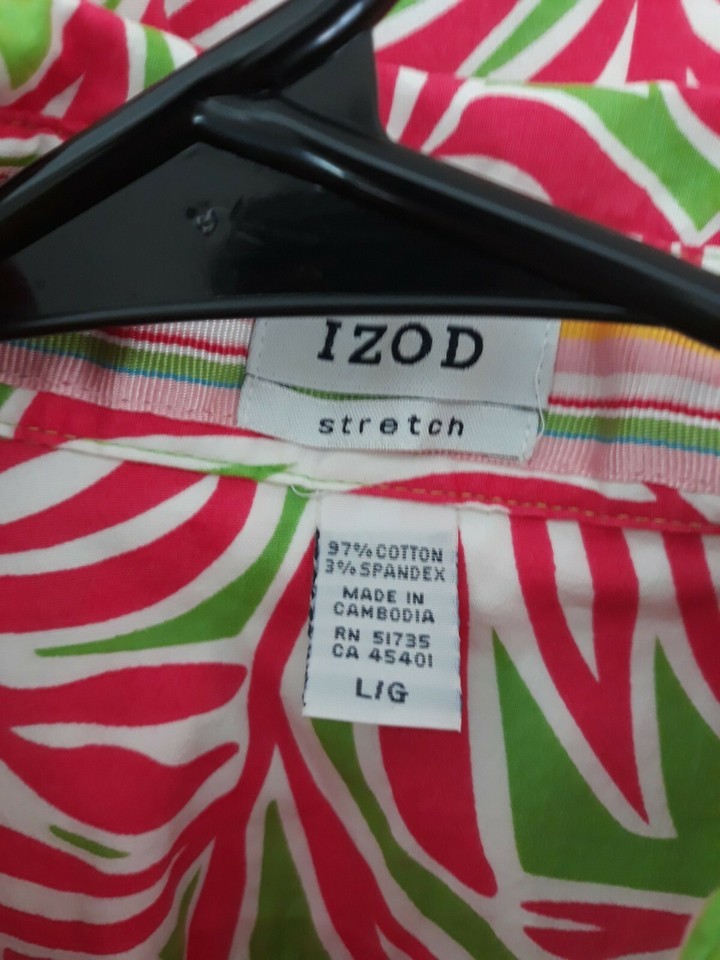 IZOD
stretch
97% COTTON
3% SPANDEX
MADE IN
CAMBODIA
RN 51735
CA 45401
L/G